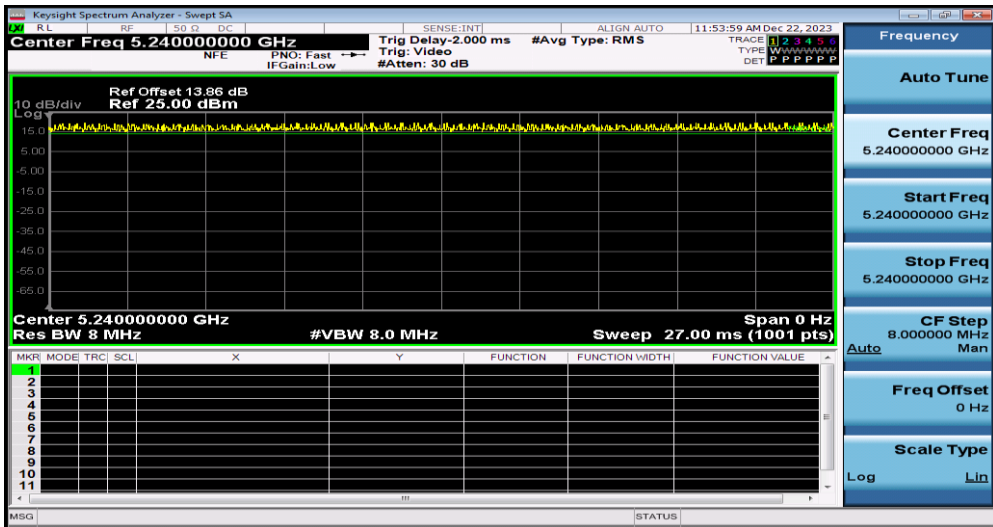 Keysight Spectrum Analyzer - Swept SA
LXI RL RF 50 Ω DC SENSE:INT ALIGN AUTO 11:53:59 AM Dec 22, 2023
Center Freq 5.240000000 GHz Trig Delay-2.000 ms #Avg Type: RMS TRACE 1 2 3 4 5 6
NFE PNO: Fast Trig: Video TYPE WWWWWW
IFGain:Low #Atten: 30 dB DET P P P P P P
Ref Offset 13.86 dB
10 dB/div Ref 25.00 dBm
Log
15.0
5.00
-5.00
-15.0
-25.0
-35.0
-45.0
-55.0
-65.0
Center 5.240000000 GHz Span 0 Hz
Res BW 8 MHz #VBW 8.0 MHz Sweep 27.00 ms (1001 pts)
MKR MODE TRC SCL X Y FUNCTION FUNCTION WIDTH FUNCTION VALUE
1
2
3
4
5
6
7
8
9
10
11
MSG STATUS
Frequency
Auto Tune
Center Freq
5.240000000 GHz
Start Freq
5.240000000 GHz
Stop Freq
5.240000000 GHz
CF Step
8.000000 MHz
Auto Man
Freq Offset
0 Hz
Scale Type
Log Lin